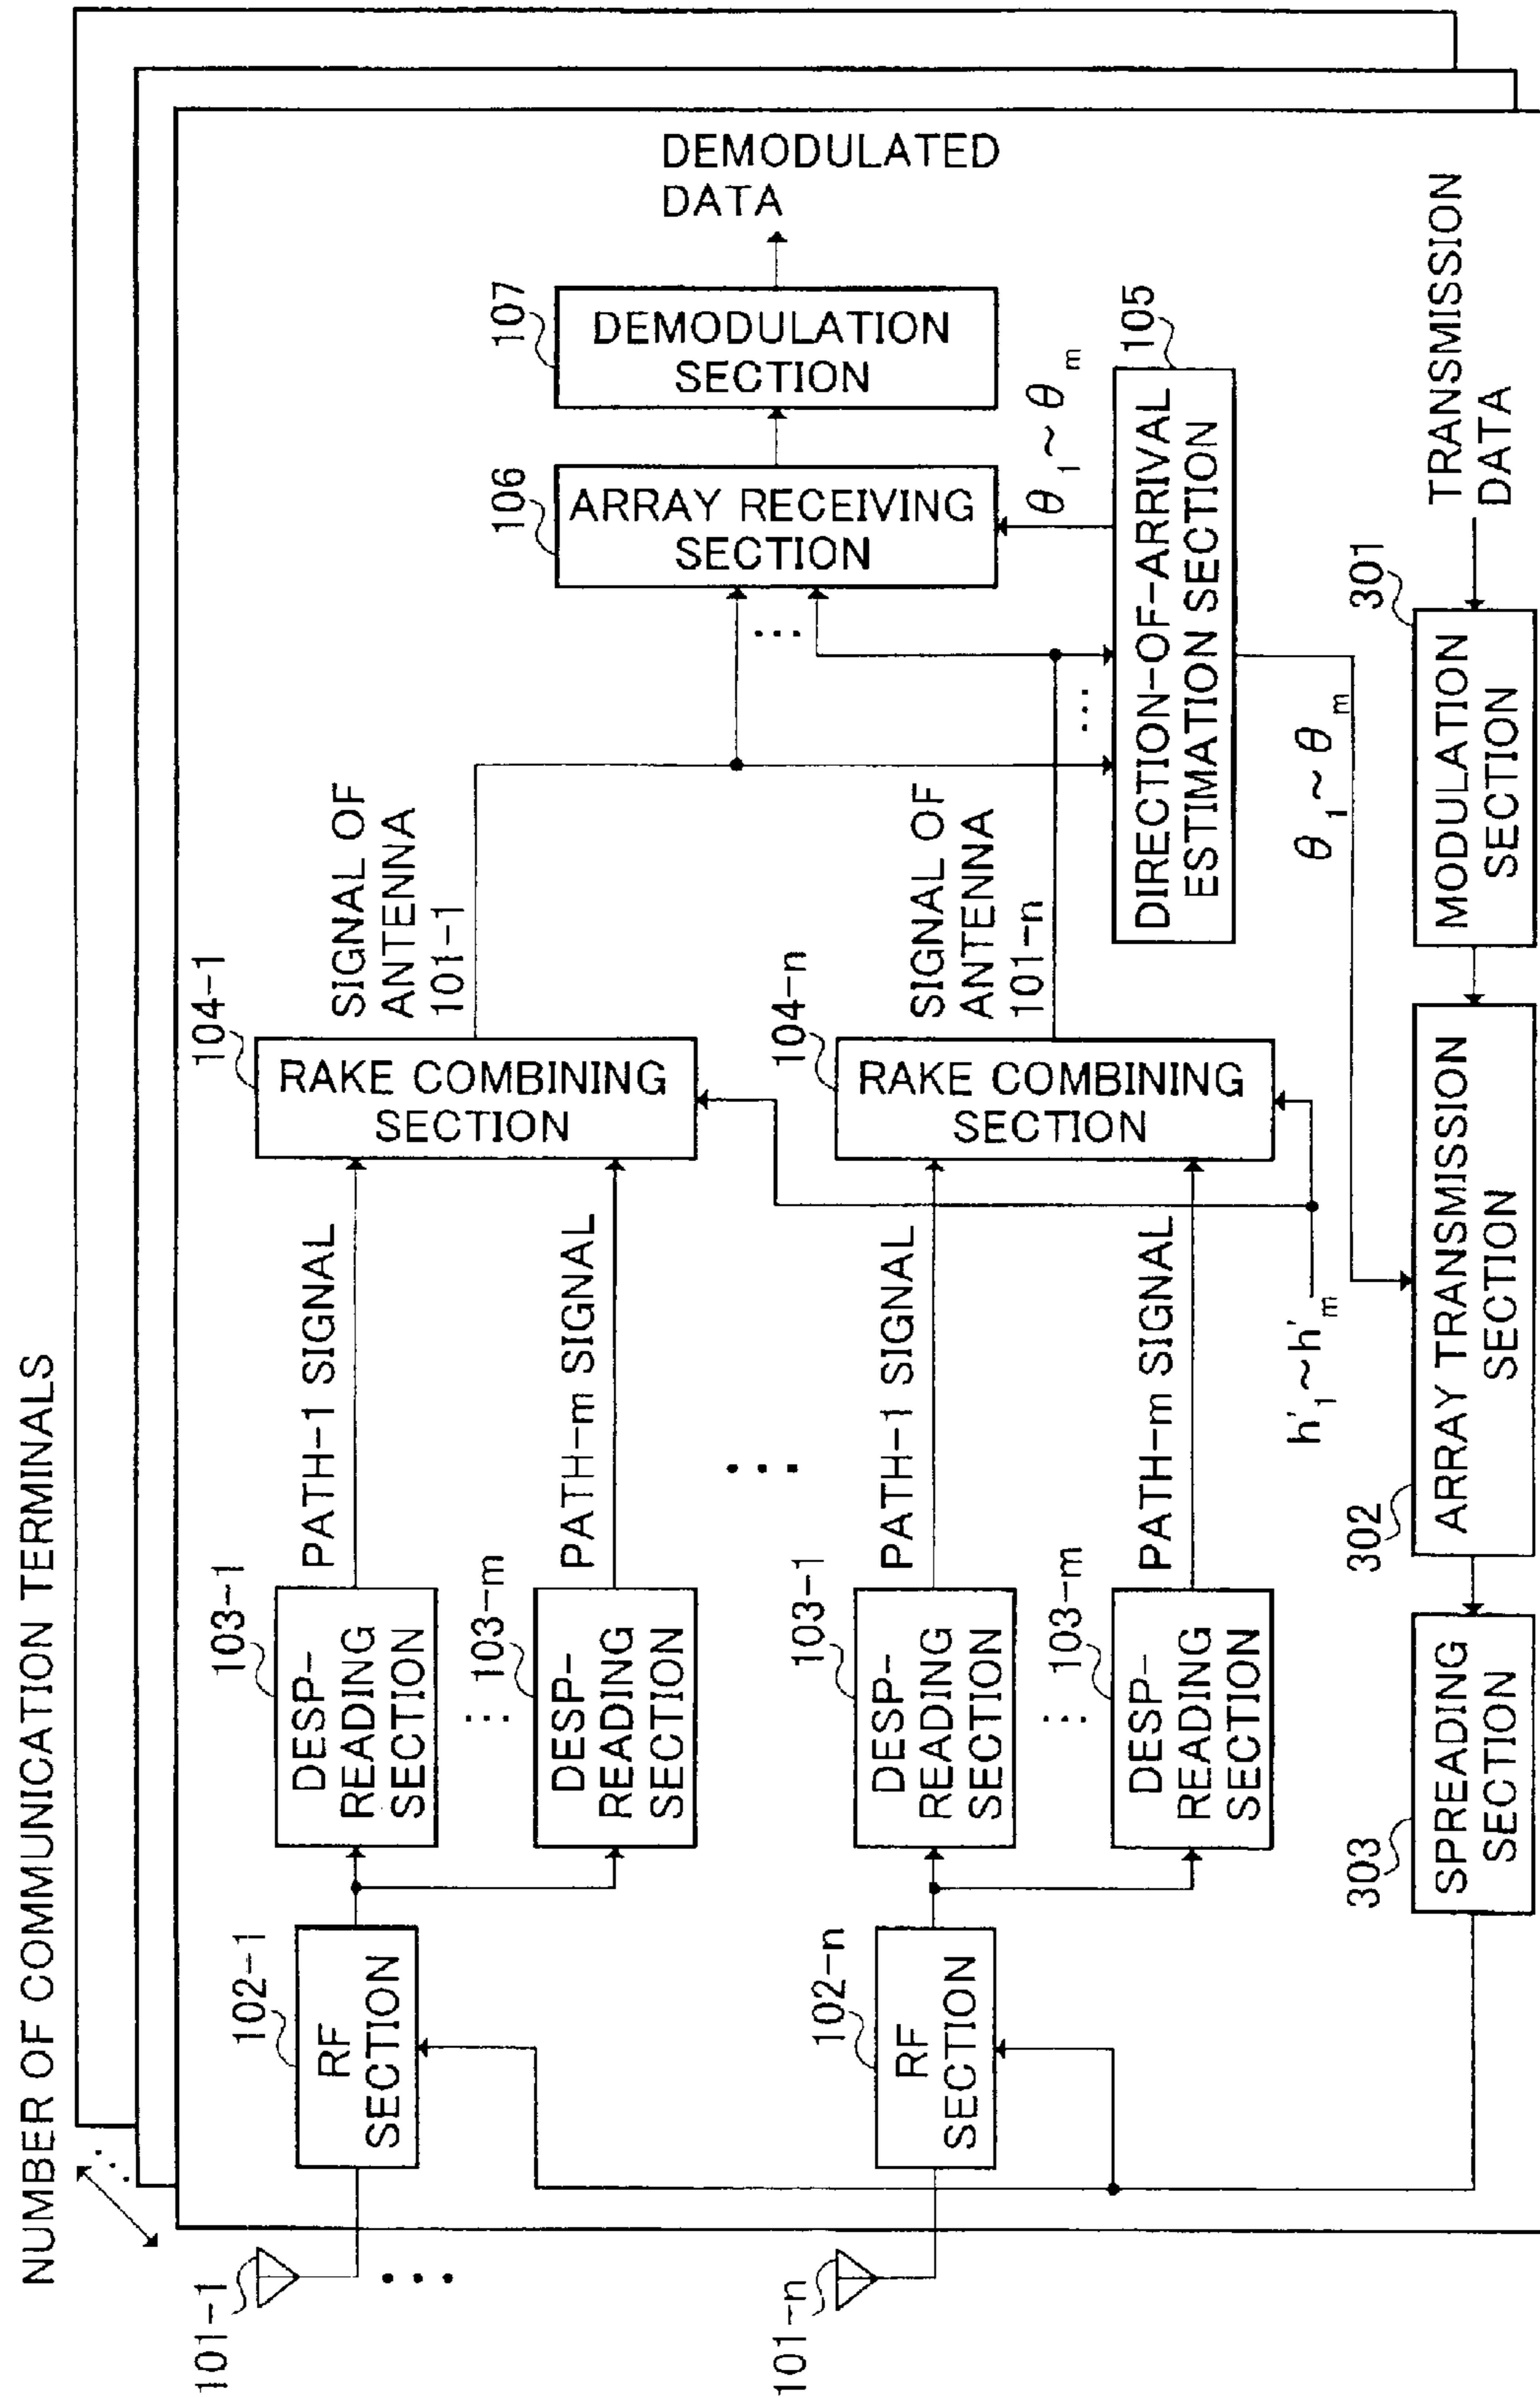 NUMBER OF COMMUNICATION TERMINALS
101-1
102-1
RF
SECTION
103-1
DESP-
READING
SECTION
PATH-1 SIGNAL
103-m
DESP-
READING
SECTION
PATH-m SIGNAL
104-1
RAKE COMBINING
SECTION
SIGNAL OF
ANTENNA
101-1
101-n
102-n
RF
SECTION
103-1
DESP-
READING
SECTION
PATH-1 SIGNAL
103-m
DESP-
READING
SECTION
PATH-m SIGNAL
104-n
RAKE COMBINING
SECTION
SIGNAL OF
ANTENNA
101-n
h'1~h'm
106
ARRAY RECEIVING
SECTION
107
DEMODULATION
SECTION
DEMODULATED
DATA
θ1~θm
105
DIRECTION-OF-ARRIVAL
ESTIMATION SECTION
θ1~θm
303
SPREADING
SECTION
302
ARRAY TRANSMISSION
SECTION
301
MODULATION
SECTION
TRANSMISSION
DATA